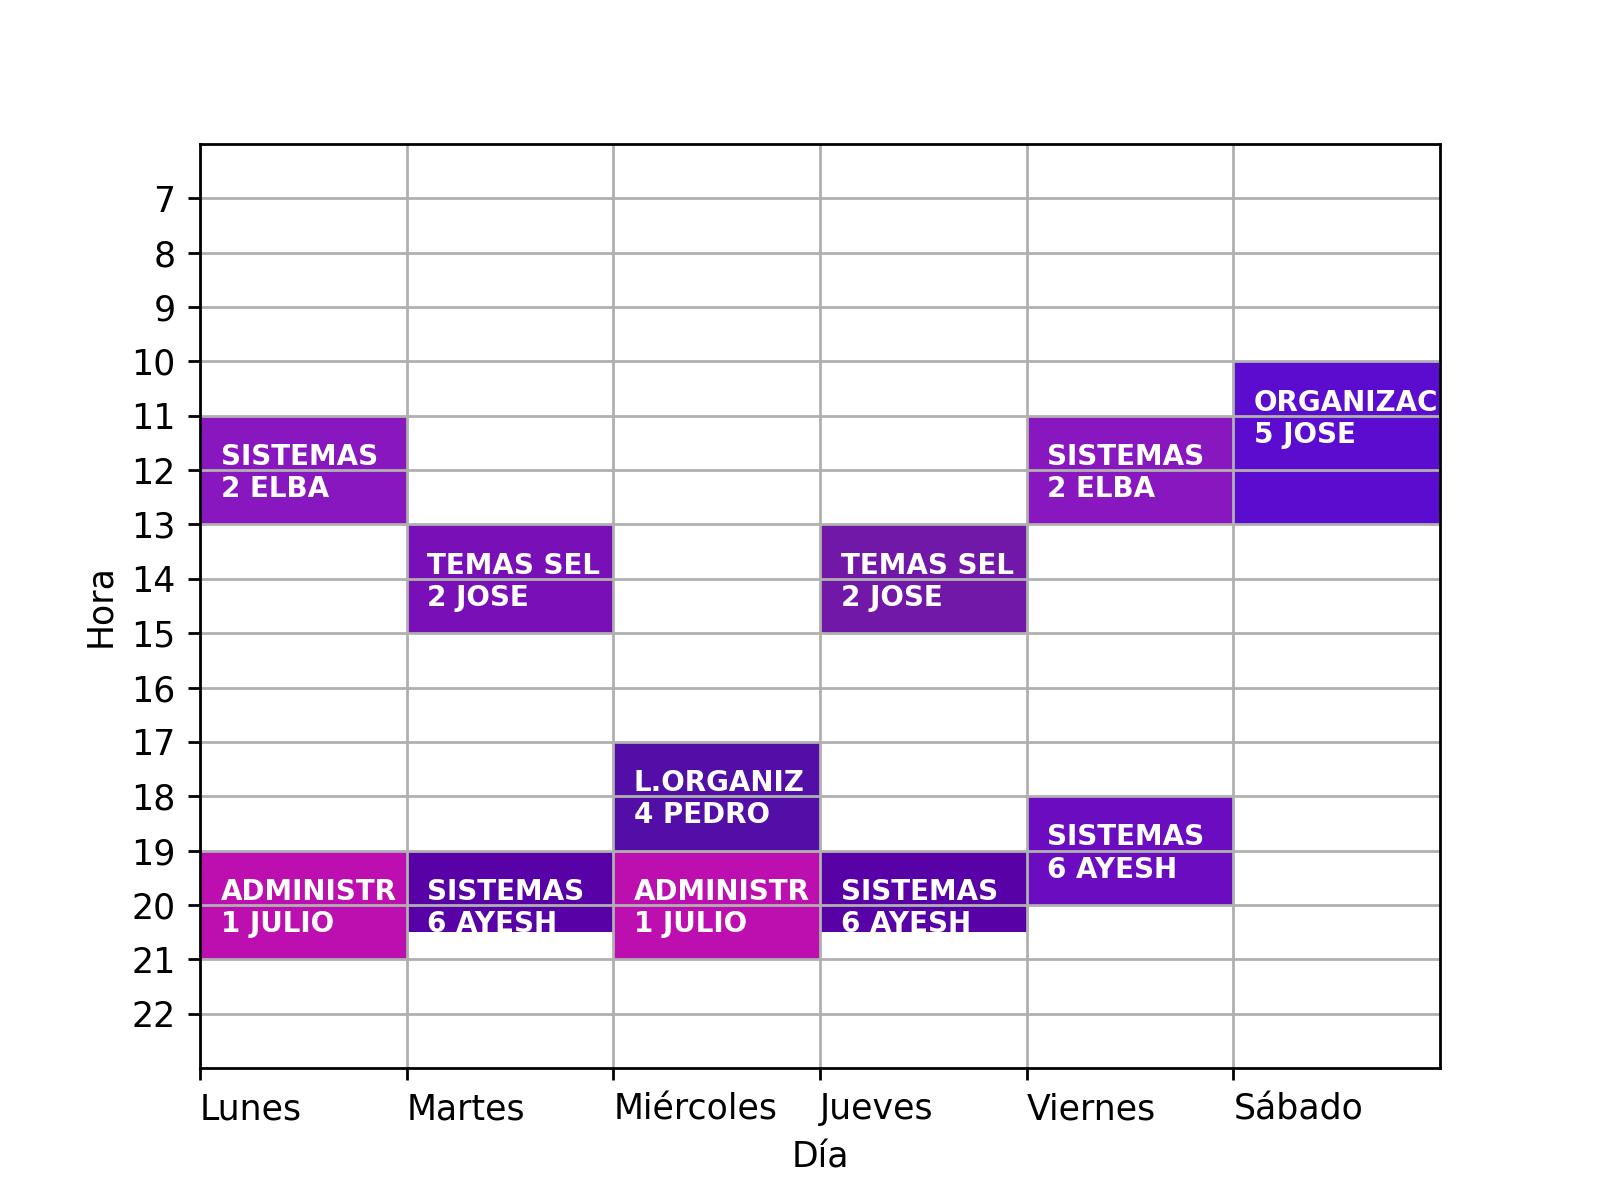 7
8
9
10
ORGANIZAC
5 JOSE
11
SISTEMAS
2 ELBA
SISTEMAS
2 ELBA
12
13
TEMAS SEL
2 JOSE
TEMAS SEL
2 JOSE
14
15
16
17
L.ORGANIZ
4 PEDRO
18
SISTEMAS
6 AYESH
19
ADMINISTR
1 JULIO
SISTEMAS
6 AYESH
ADMINISTR
1 JULIO
SISTEMAS
6 AYESH
20
21
22
Hora
Lunes Martes Miércoles Jueves Viernes Sábado
Día